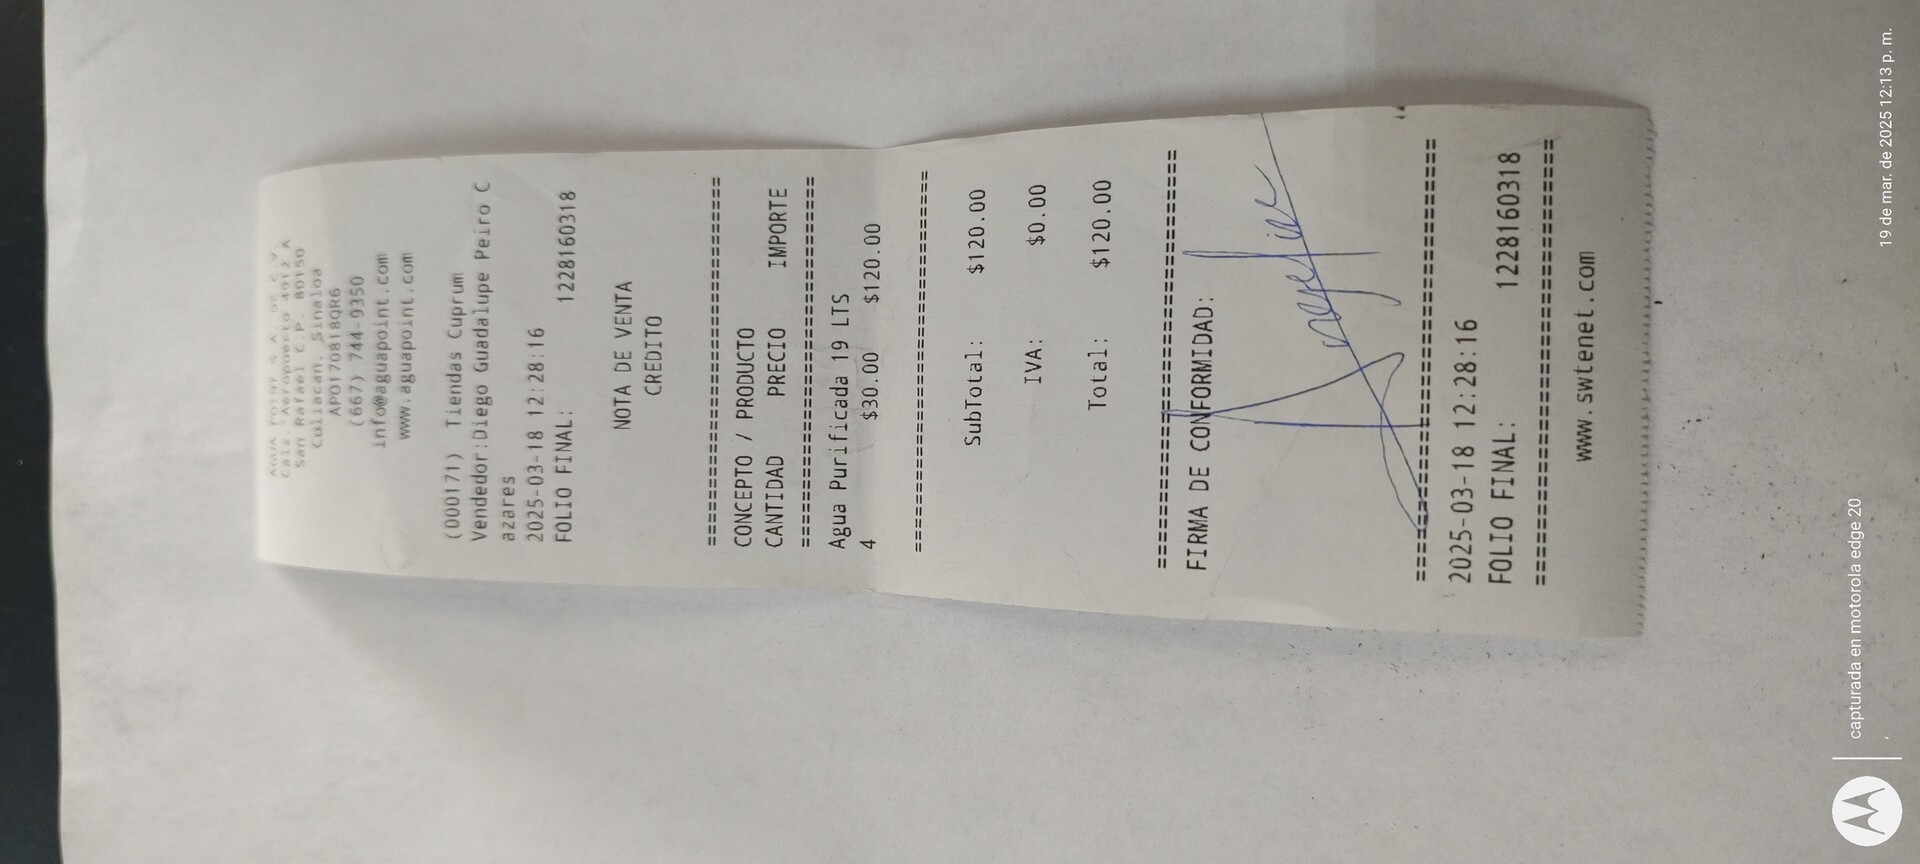 AGUA POINT S.A. DE C.V.
Calz. Aeropuerto 4912 A
San Rafael C.P. 80150
Culiacan, Sinaloa
APO170818QR6
(667) 744-9350
info@aguapoint.com
www.aguapoint.com
(000171) Tiendas Cuprum
Vendedor:Diego Guadalupe Peiro C
azares
2025-03-18 12:28:16
FOLIO FINAL: 1228160318
NOTA DE VENTA
CREDITO
================================
CONCEPTO / PRODUCTO
CANTIDAD PRECIO IMPORTE
================================
Agua Purificada 19 LTS
4 $30.00 $120.00
================================
SubTotal: $120.00
IVA: $0.00
Total: $120.00
================================
FIRMA DE CONFORMIDAD:
================================
2025-03-18 12:28:16
FOLIO FINAL: 1228160318
================================
www.swtenet.com
capturada en motorola edge 20
19 de mar. de 2025 12:13 p. m.